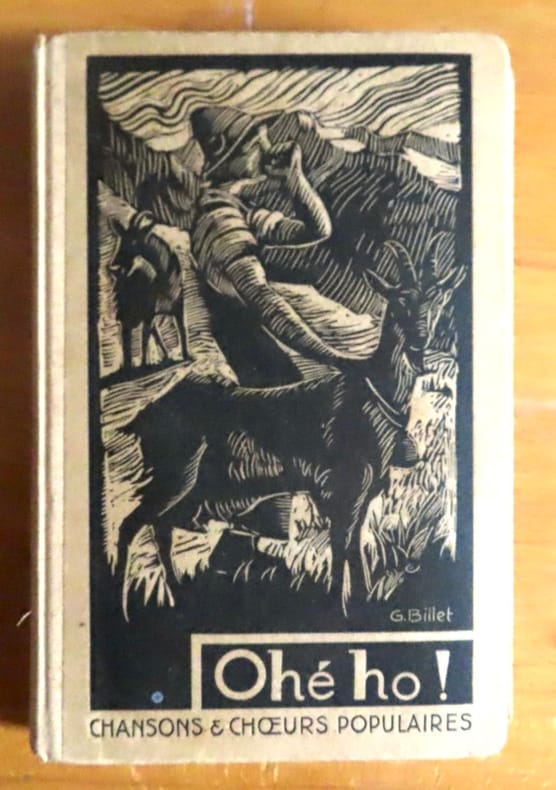 G. Billet
Ohé ho !
CHANSONS & CHŒURS POPULAIRES